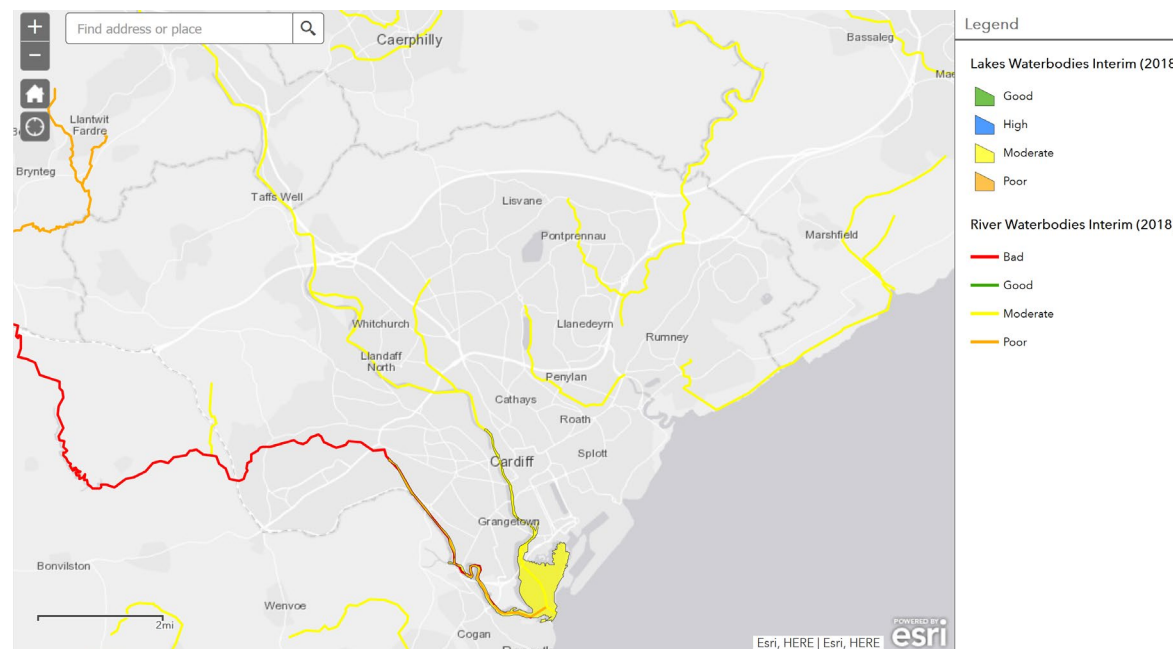 +
Find address or place
−
Caerphilly
Bassaleg
Llantwit
Fardre
Brynteg
Taffs Well
Lisvane
Pontprennau
Marshfield
Whitchurch
Llanedeyrn
Rumney
Llandaff
North
Penylan
Cathays
Roath
Cardiff
Splott
Grangetown
Bonvilston
Wenvoe
2mi
Cogan
Esri, HERE | Esri, HERE
POWERED BY
esri
Legend
Lakes Waterbodies Interim (2018
Good
High
Moderate
Poor
River Waterbodies Interim (2018
Bad
Good
Moderate
Poor